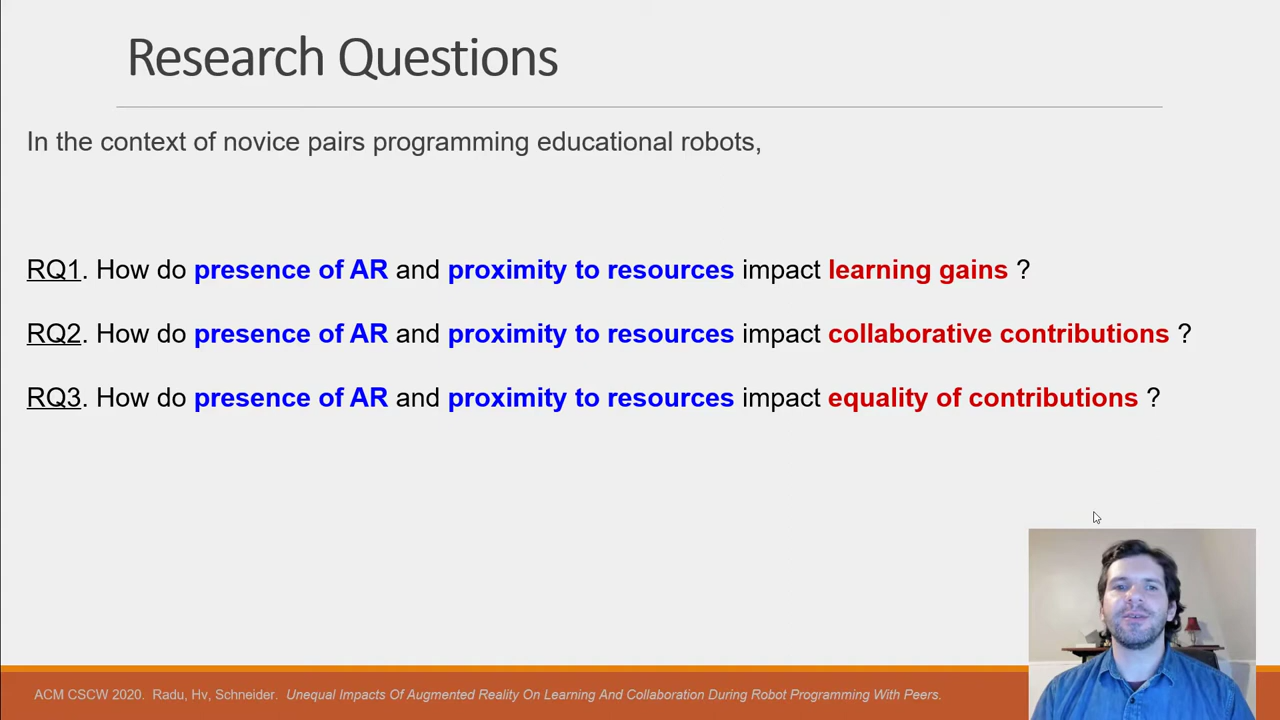 Research Questions
In the context of novice pairs programming educational robots,
RQ1. How do presence of AR and proximity to resources impact learning gains ?
RQ2. How do presence of AR and proximity to resources impact collaborative contributions ?
RQ3. How do presence of AR and proximity to resources impact equality of contributions ?
ACM CSCW 2020. Radu, Hv, Schneider. Unequal Impacts Of Augmented Reality On Learning And Collaboration During Robot Programming With Peers.